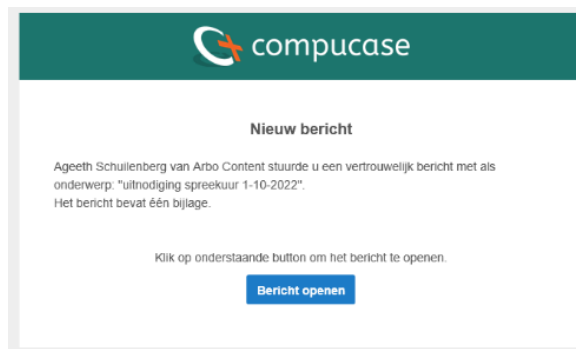 compucase
Nieuw bericht
Ageeth Schuilenberg van Arbo Content stuurde u een vertrouwelijk bericht met als
onderwerp: "uitnodiging spreekuur 1-10-2022".
Het bericht bevat één bijlage.
Klik op onderstaande button om het bericht te openen.
Bericht openen